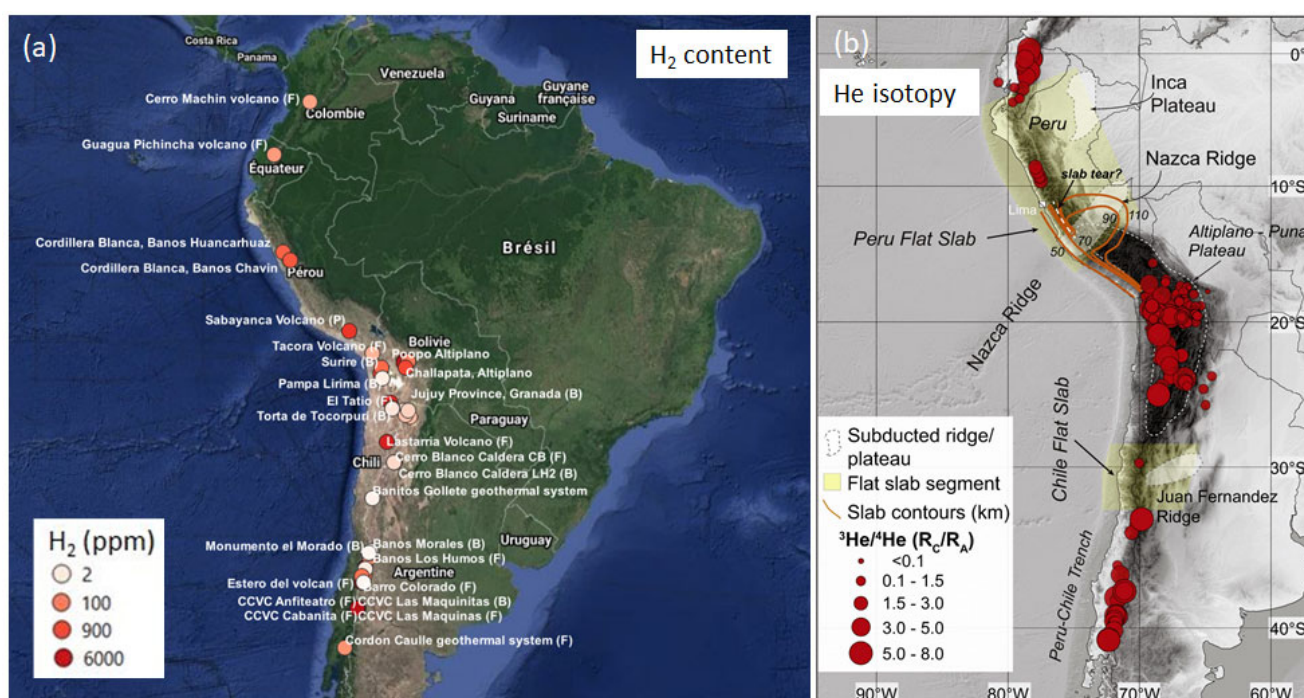 (a)
H₂ content
Costa Rica
Panama
Venezuela
Guyana
Guyane
française
Suriname
Cerro Machin volcano (F)
Colombie
Guagua Pichincha volcano (F)
Équateur
Brésil
Cordillera Blanca, Banos Huancarhuaz
Cordillera Blanca, Banos Chavin
Pérou
Sabayanca Volcano (P)
Bolivie
Tacora Volcano (F)
Poopo Altiplano
Surire (B)
Challapata, Altiplano
Pampa Lirima (B)
Jujuy Province, Granada (B)
El Tatio (F)
Torta de Tocorpuri (B)
Paraguay
Lastarria Volcano (F)
Chili
Cerro Blanco Caldera CB (F)
Cerro Blanco Caldera LH2 (B)
Banitos Gollete geothermal system
Uruguay
Monumento el Morado (B)
Banos Morales (B)
Banos Los Humos (F)
Argentine
Estero del volcan (F)
Barro Colorado (F)
CCVC Anfiteatro (F)
CCVC Las Maquinitas (B)
CCVC Cabanita (F)
CCVC Las Maquinas (F)
Cordon Caulle geothermal system (F)
H₂ (ppm)
2
100
900
6000
(b)
He isotopy
0°
10°S
20°S
30°S
40°S
90°W
80°W
70°W
60°W
Inca
Plateau
Peru
Nazca Ridge
slab tear?
Lima
90
110
70
50
Peru Flat Slab
Altiplano - Puna
Plateau
Nazca Ridge
Chile Flat Slab
Juan Fernandez
Ridge
Peru-Chile Trench
Subducted ridge/
plateau
Flat slab segment
Slab contours (km)
³He/⁴He (R_C/R_A)
<0.1
0.1 - 1.5
1.5 - 3.0
3.0 - 5.0
5.0 - 8.0